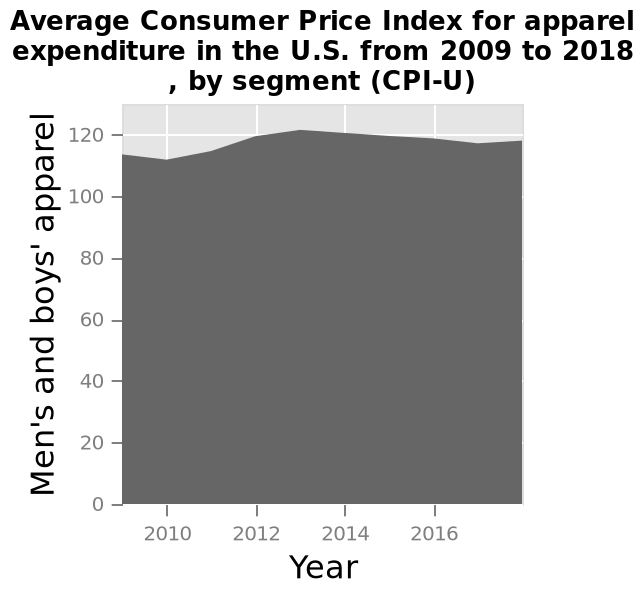 Average Consumer Price Index for apparel
expenditure in the U.S. from 2009 to 2018
, by segment (CPI-U)
Men's and boys' apparel
120
100
80
60
40
20
0
2010 2012 2014 2016
Year